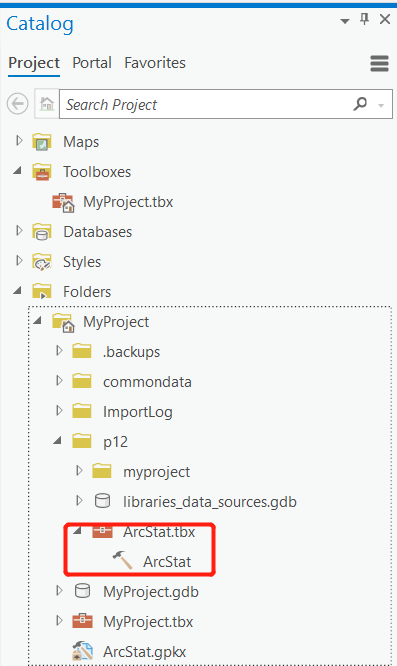 Catalog
Project Portal Favorites
Search Project
Maps
Toolboxes
MyProject.tbx
Databases
Styles
Folders
MyProject
.backups
commondata
ImportLog
p12
myproject
libraries_data_sources.gdb
ArcStat.tbx
ArcStat
MyProject.gdb
MyProject.tbx
ArcStat.gpkx